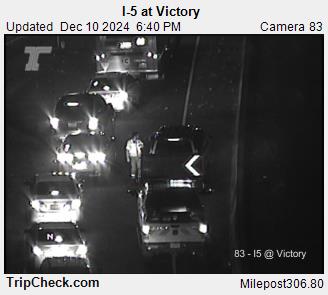 I-5 at Victory
Updated  Dec 10 2024  6:40 PM
Camera 83
T
N
83 - I5 @ Victory
TripCheck.com
Milepost306.80